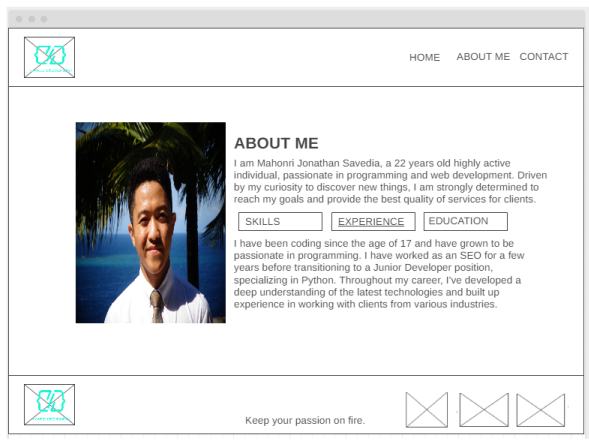 HOME ABOUT ME CONTACT
ABOUT ME
I am Mahonri Jonathan Savedia, a 22 years old highly active
individual, passionate in programming and web development. Driven
by my curiosity to discover new things, I am strongly determined to
reach my goals and provide the best quality of services for clients.
SKILLS EXPERIENCE EDUCATION
I have been coding since the age of 17 and have grown to be
passionate in programming. I have worked as an SEO for a few
years before transitioning to a Junior Developer position,
specializing in Python. Throughout my career, I've developed a
deep understanding of the latest technologies and built up
experience in working with clients from various industries.
Keep your passion on fire.